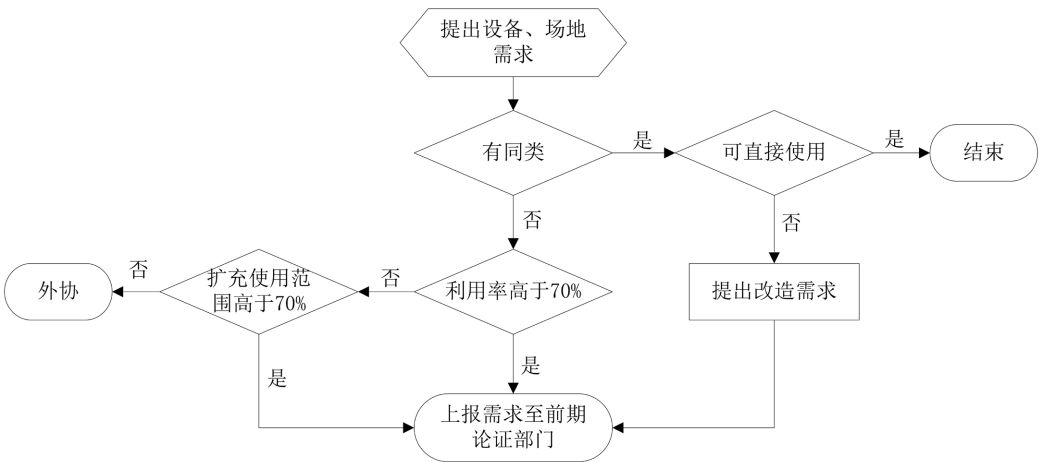 提出设备、场地
需求
有同类
是
可直接使用
是
结束
否
否
外协
否
扩充使用范
围高于70%
否
利用率高于70%
提出改造需求
是
是
上报需求至前期
论证部门